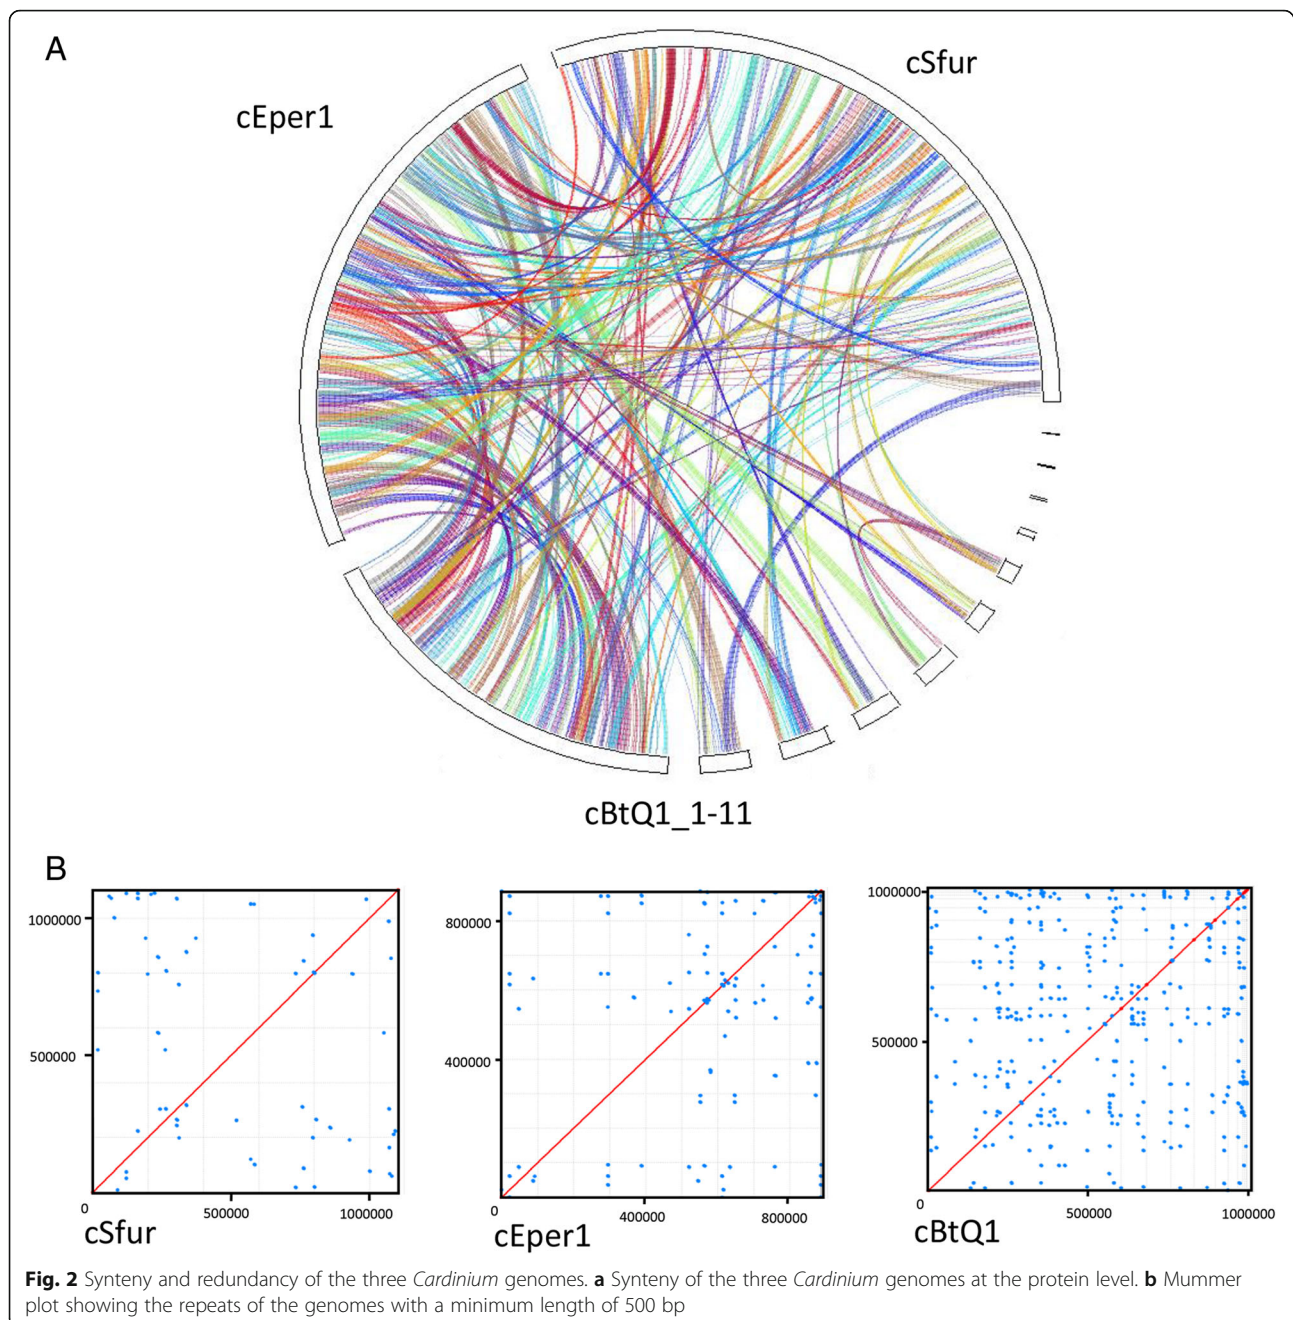 A
cSfur
cEper1
cBtQ1_1-11
B
1000000
500000
0
500000
1000000
cSfur
800000
400000
0
400000
800000
cEper1
1000000
500000
0
500000
1000000
cBtQ1
Fig. 2 Synteny and redundancy of the three Cardinium genomes. a Synteny of the three Cardinium genomes at the protein level. b Mummer
plot showing the repeats of the genomes with a minimum length of 500 bp